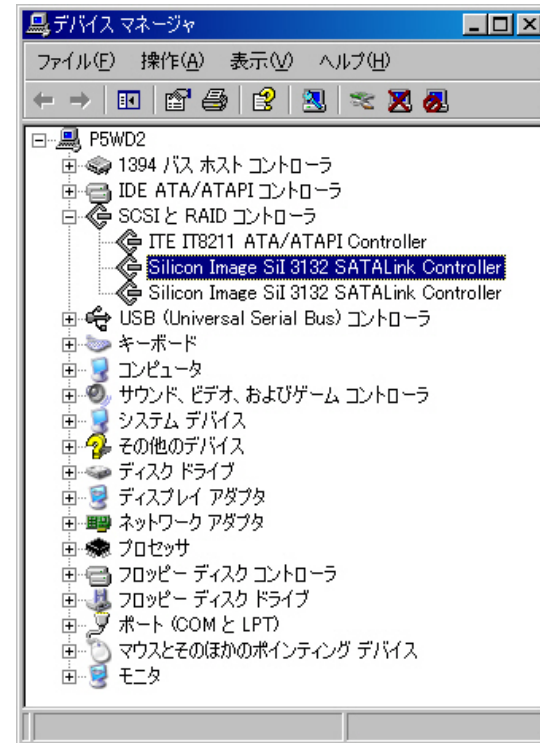 デバイス マネージャ
ファイル(F) 操作(A) 表示(V) ヘルプ(H)
P5WD2
1394 バス ホスト コントローラ
IDE ATA/ATAPI コントローラ
SCSI と RAID コントローラ
ITE IT8211 ATA/ATAPI Controller
Silicon Image SiI 3132 SATALink Controller
Silicon Image SiI 3132 SATALink Controller
USB (Universal Serial Bus) コントローラ
キーボード
コンピュータ
サウンド、ビデオ、およびゲーム コントローラ
システム デバイス
その他のデバイス
ディスク ドライブ
ディスプレイ アダプタ
ネットワーク アダプタ
プロセッサ
フロッピー ディスク コントローラ
フロッピー ディスク ドライブ
ポート (COM と LPT)
マウスとそのほかのポインティング デバイス
モニタ